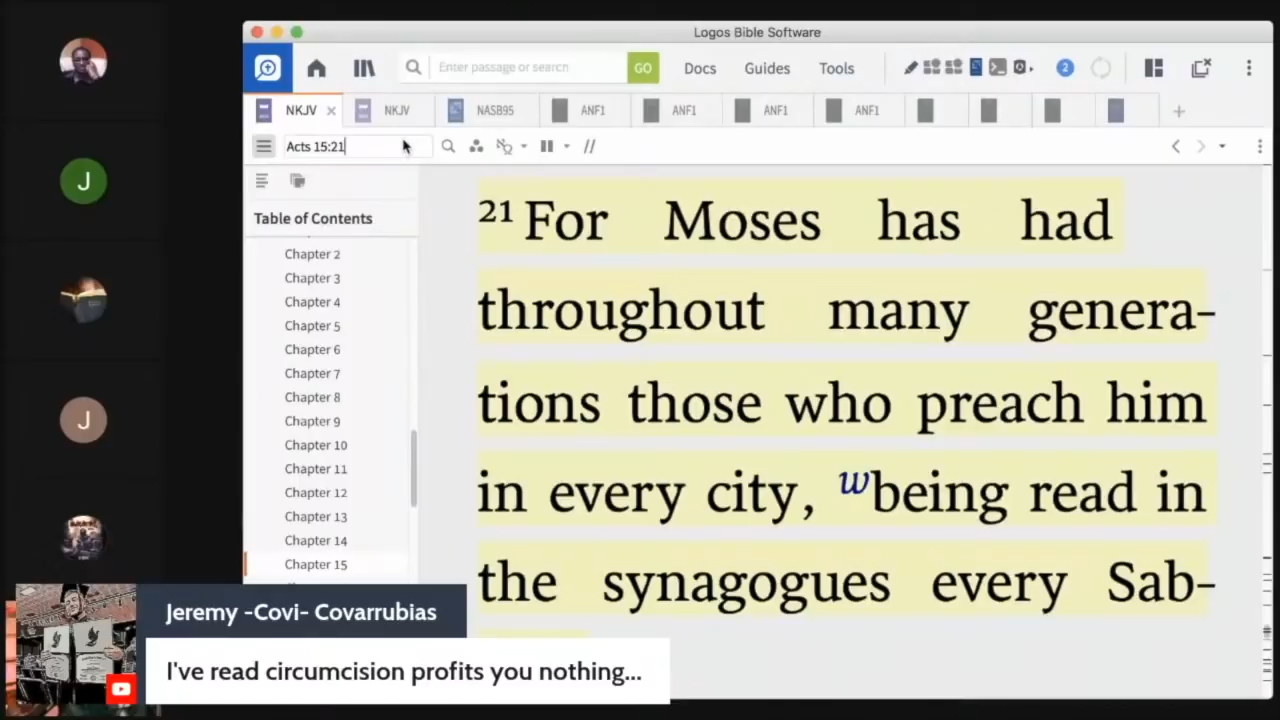 Logos Bible Software
Enter passage or search
GO
Docs
Guides
Tools
2
NKJV
NKJV
NASB95
ANF1
ANF1
ANF1
ANF1
Acts 15:21
Table of Contents
Chapter 2
Chapter 3
Chapter 4
Chapter 5
Chapter 6
Chapter 7
Chapter 8
Chapter 9
Chapter 10
Chapter 11
Chapter 12
Chapter 13
Chapter 14
Chapter 15
21 For Moses has had
throughout many genera-
tions those who preach him
in every city, wbeing read in
the synagogues every Sab-
J
J
Jeremy -Covi- Covarrubias
I've read circumcision profits you nothing...